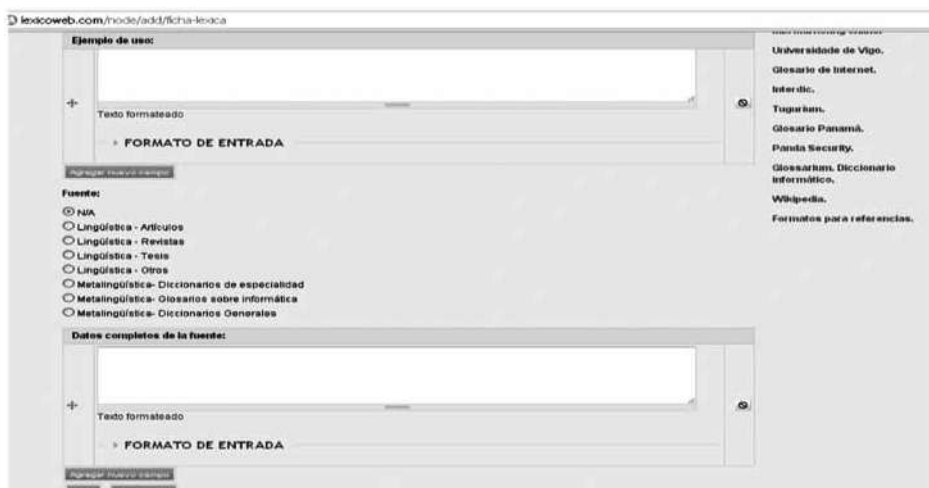 lexicoweb.com/node/add/ficha-lexica
Ejemplo de uso:
Texto formateado
FORMATO DE ENTRADA
Agregar nuevo campo
Fuente:
N/A
Lingüística - Artículos
Lingüística - Revistas
Lingüística - Tesis
Lingüística - Otros
Metalingüística- Diccionarios de especialidad
Metalingüística- Glosarios sobre informática
Metalingüística- Diccionarios Generales
Datos completos de la fuente:
Texto formateado
FORMATO DE ENTRADA
Agregar nuevo campo
Universidade de Vigo.
Glosario de Internet.
Interdic.
Tugurium.
Glosario Panamá.
Panda Security.
Glossarium. Diccionario
informático.
Wikipedia.
Formatos para referencias.